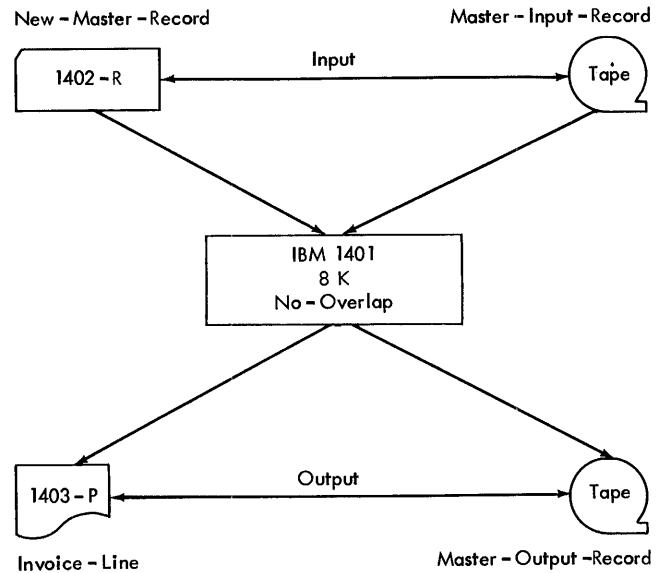 New-Master-Record
Master-Input-Record
Input
1402-R
Tape
IBM 1401
8 K
No-Overlap
Output
1403-P
Tape
Invoice-Line
Master-Output-Record